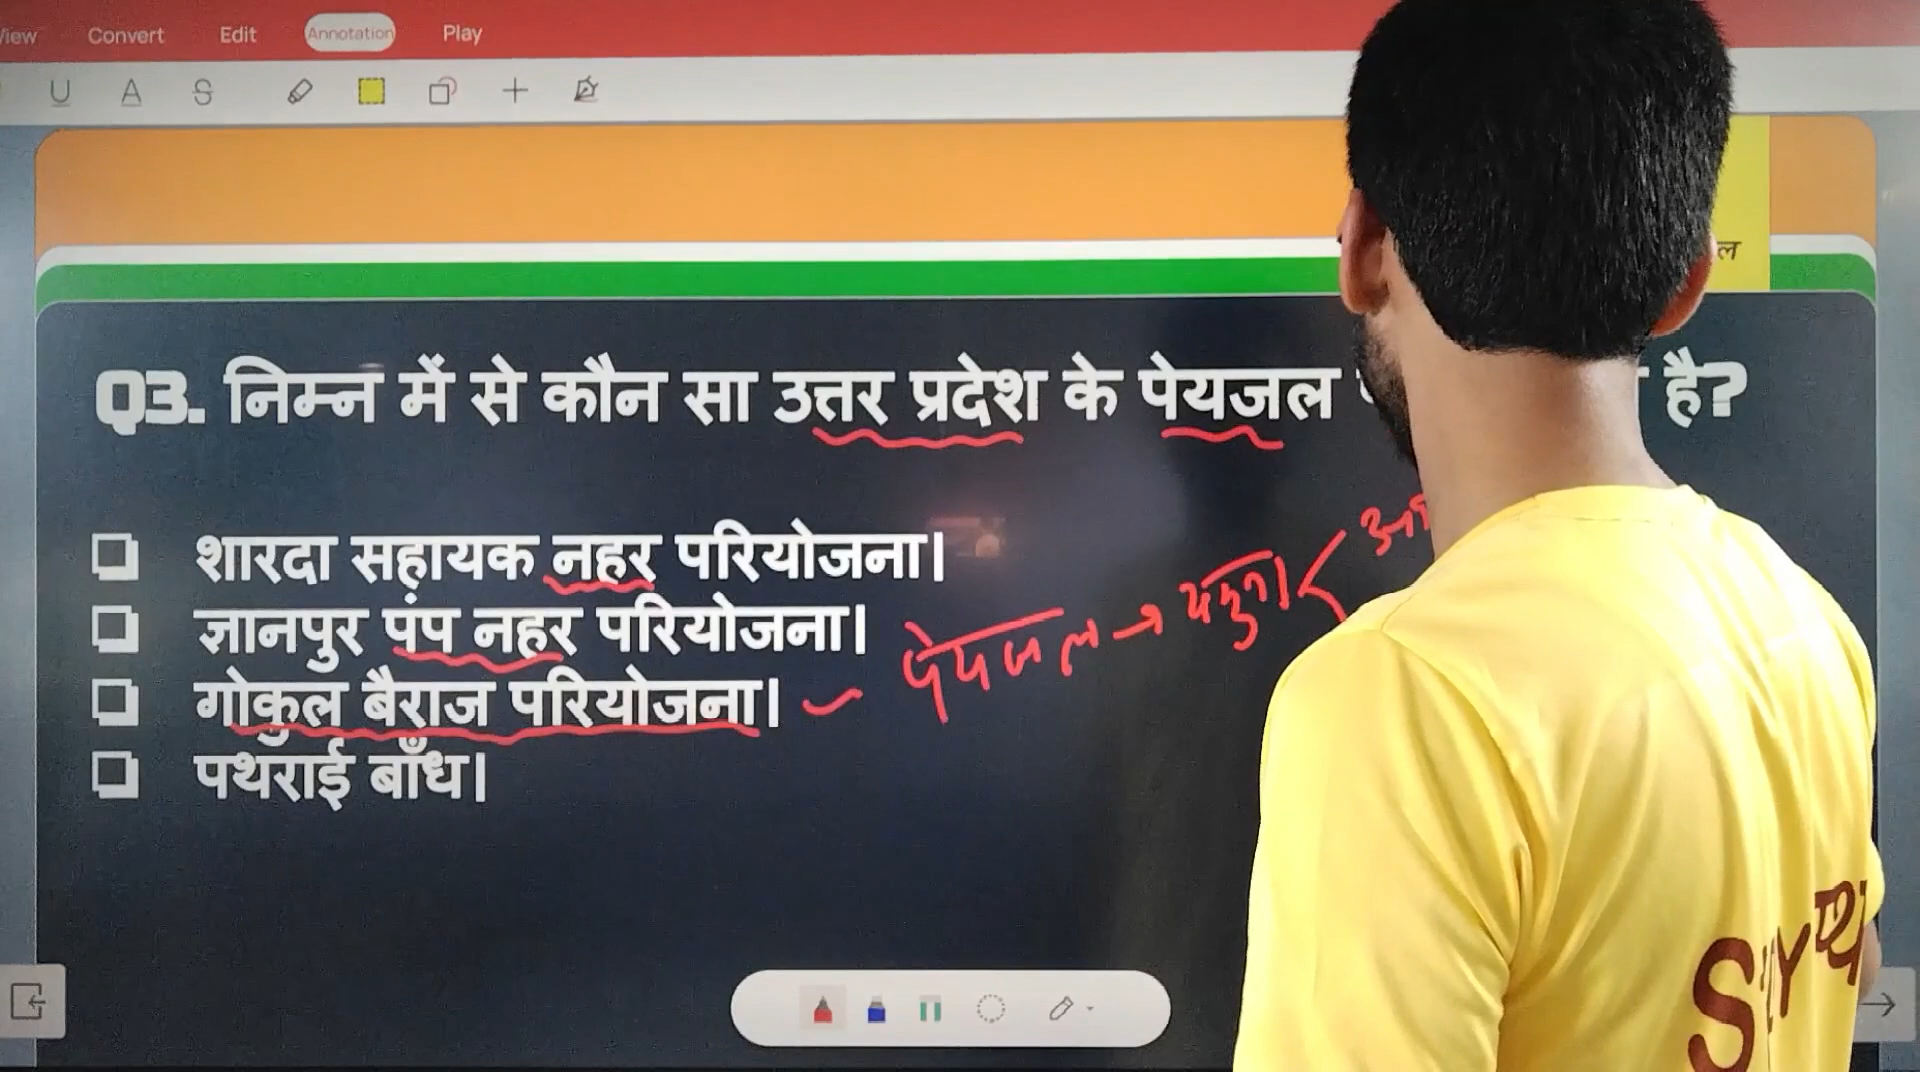 View Convert Edit Annotation Play
U A S
ल
Q3. निम्न में से कौन सा उत्तर प्रदेश के पेयजल है?
शारदा सहायक नहर परियोजना।
ज्ञानपुर पंप नहर परियोजना।
गोकुल बैराज परियोजना।
पेयजल → यमुना
पथराई बाँध।